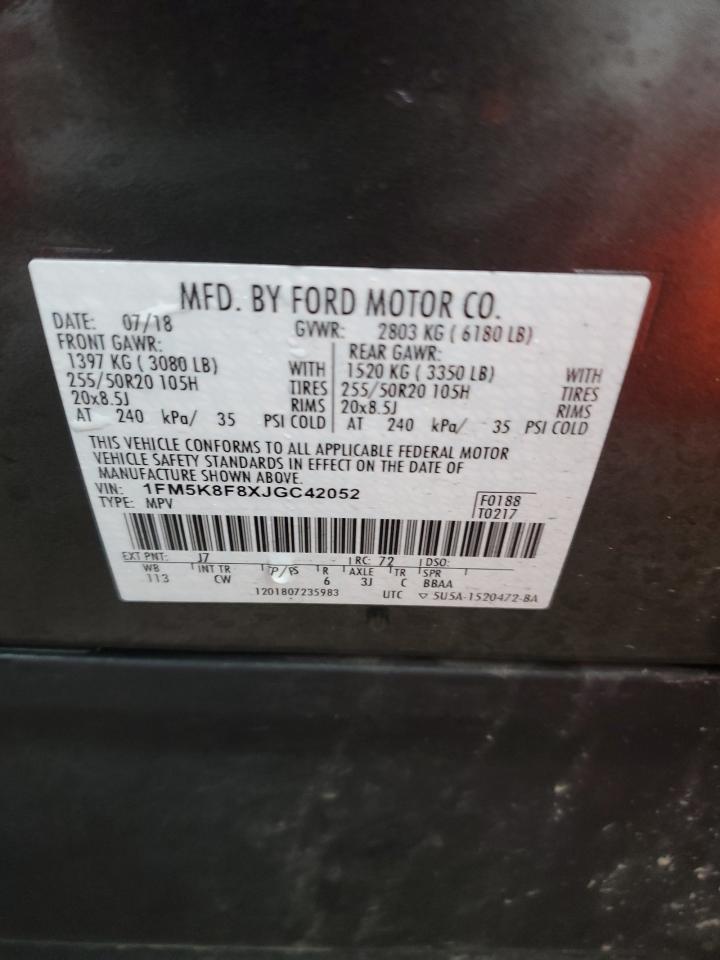 MFD. BY FORD MOTOR CO.
DATE: 07/18 GVWR: 2803 KG ( 6180 LB)
FRONT GAWR: REAR GAWR:
1397 KG ( 3080 LB) WITH 1520 KG ( 3350 LB) WITH
255/50R20 105H TIRES 255/50R20 105H TIRES
20x8.5J RIMS 20x8.5J RIMS
AT 240 kPa/ 35 PSI COLD AT 240 kPa/ 35 PSI COLD
THIS VEHICLE CONFORMS TO ALL APPLICABLE FEDERAL MOTOR
VEHICLE SAFETY STANDARDS IN EFFECT ON THE DATE OF
MANUFACTURE SHOWN ABOVE.
VIN: 1FM5K8F8XJGC42052 F0188
TYPE: MPV T0217
EXT PNT: J7 RC: 72 DSO:
WB INT TR TP/PS R AXLE TR SPR
113 CW 6 3J C BBAA
1201807235983 UTC ▽ 5U5A-1520472-BA